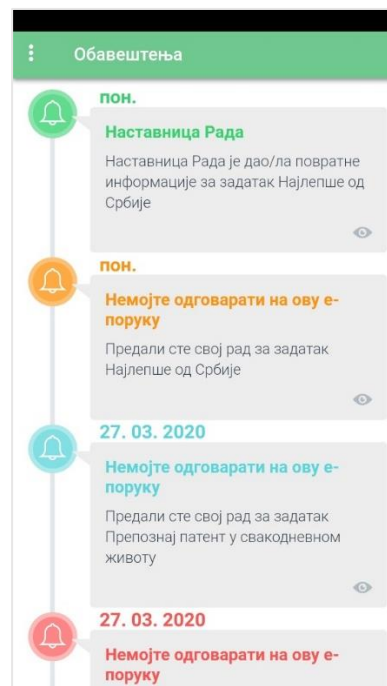 Обавештења
пон.
Наставница Рада
Наставница Рада је дао/ла повратне
информације за задатак Најлепше од
Србије
пон.
Немојте одговарати на ову е-
поруку
Предали сте свој рад за задатак
Најлепше од Србије
27. 03. 2020
Немојте одговарати на ову е-
поруку
Предали сте свој рад за задатак
Препознај патент у свакодневном
животу
27. 03. 2020
Немојте одговарати на ову е-
поруку